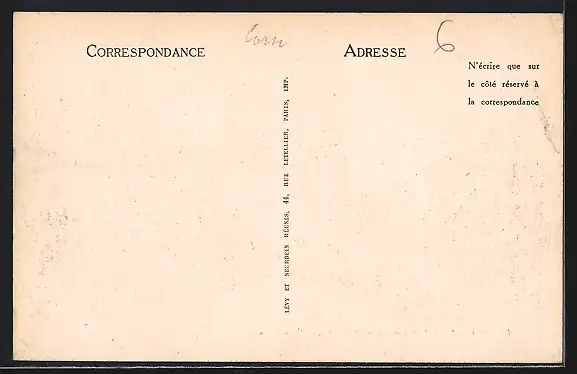 CORRESPONDANCE
ADRESSE
6
N'écrire que sur
le côté réservé à
la correspondance
LÉVY ET NEURDEIN RÉUNIS, 44, RUE LETELLIER, PARIS, IMP.